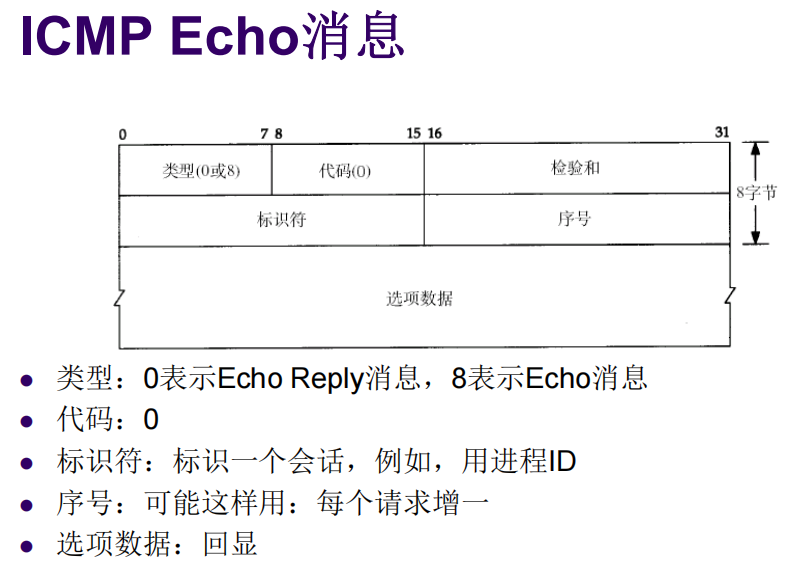 ICMP Echo消息
0 7 8 15 16 31
类型(0或8) 代码(0) 检验和
8字节
标识符 序号
选项数据
类型：0表示Echo Reply消息，8表示Echo消息
代码：0
标识符：标识一个会话，例如，用进程ID
序号：可能这样用：每个请求增一
选项数据：回显